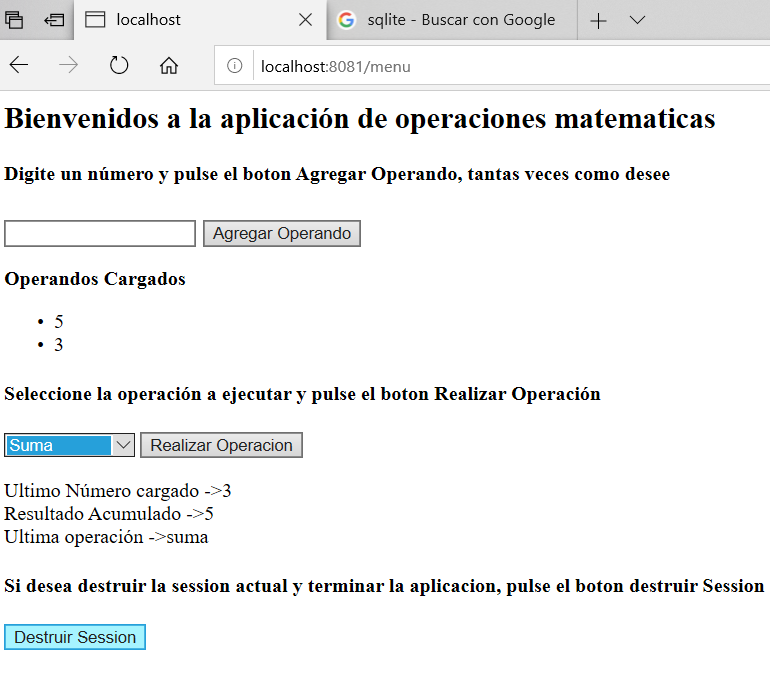 localhost
sqlite - Buscar con Google
localhost:8081/menu
Bienvenidos a la aplicación de operaciones matematicas
Digite un número y pulse el boton Agregar Operando, tantas veces como desee
Agregar Operando
Operandos Cargados
• 5
• 3
Seleccione la operación a ejecutar y pulse el boton Realizar Operación
Suma Realizar Operacion
Ultimo Número cargado ->3
Resultado Acumulado ->5
Ultima operación ->suma
Si desea destruir la session actual y terminar la aplicacion, pulse el boton destruir Session
Destruir Session